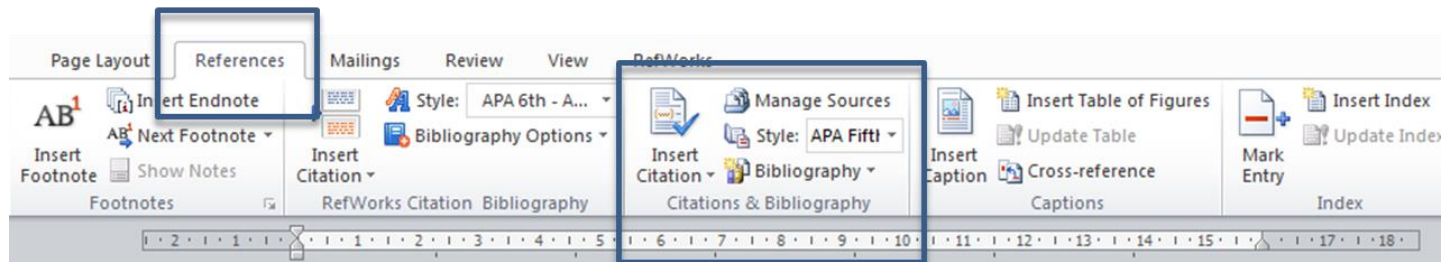 Page Layout References Mailings Review View RefWorks
AB1 Insert Endnote Style: APA 6th - A... Manage Sources Insert Table of Figures Insert Index
AB1 Next Footnote Bibliography Options Style: APA Fifth Update Table Update Index
Insert Footnote Show Notes Insert Citation Insert Citation Bibliography Insert Caption Cross-reference Mark Entry
Footnotes RefWorks Citation Bibliography Citations & Bibliography Captions Index
2 1 1 2 3 4 5 6 7 8 9 10 11 12 13 14 15 17 18